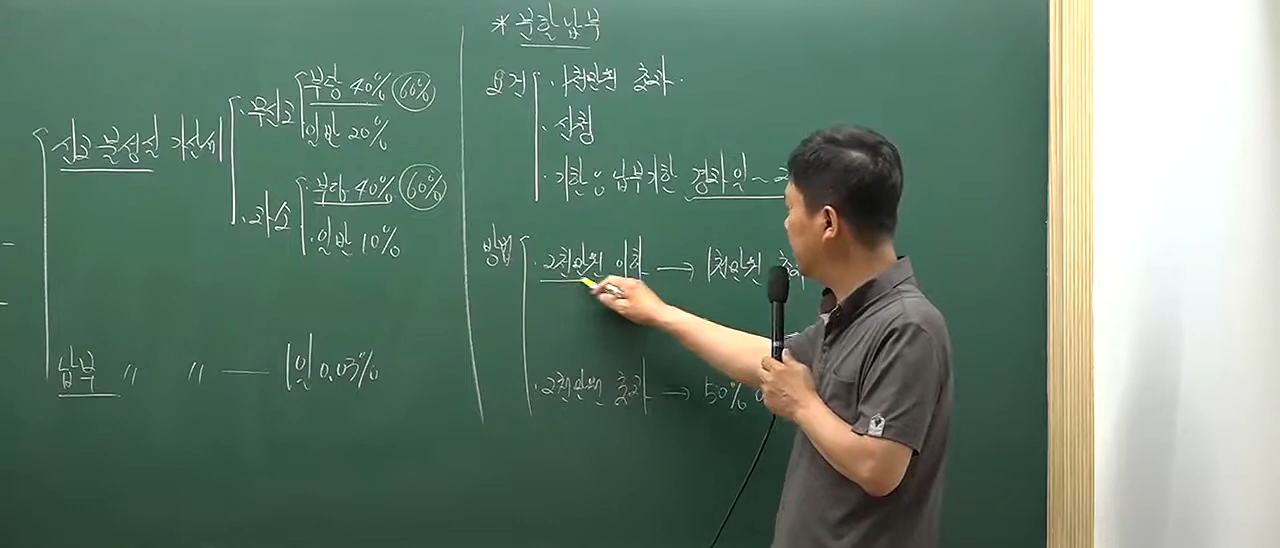 신고 불성실 가산세
· 무신고
부당 40% 60%
일반 20%
· 과소
부당 40% 60%
· 일반 10%
납부 〃 〃 — 1일 0.03%
* 분할납부
요건
· 1천만원 초과.
· 신청
· 기한 : 납부기한 경과일 ~ 2
방법
· 2천만원 이하 → 1천만원 초과
· 2천만원 초과 → 50%